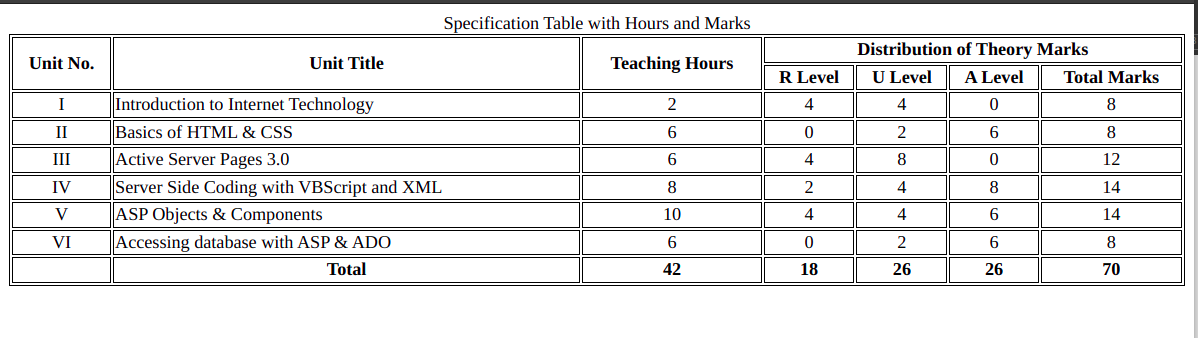 Specification Table with Hours and Marks
Unit No. Unit Title Teaching Hours Distribution of Theory Marks
R Level U Level A Level Total Marks
I Introduction to Internet Technology 2 4 4 0 8
II Basics of HTML & CSS 6 0 2 6 8
III Active Server Pages 3.0 6 4 8 0 12
IV Server Side Coding with VBScript and XML 8 2 4 8 14
V ASP Objects & Components 10 4 4 6 14
VI Accessing database with ASP & ADO 6 0 2 6 8
Total 42 18 26 26 70